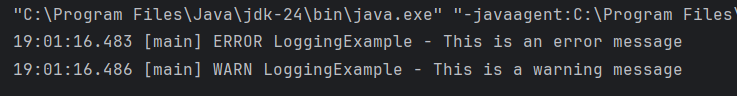 "C:\Program Files\Java\jdk-24\bin\java.exe" "-javaagent:C:\Program Files\
19:01:16.483 [main] ERROR LoggingExample - This is an error message
19:01:16.486 [main] WARN LoggingExample - This is a warning message